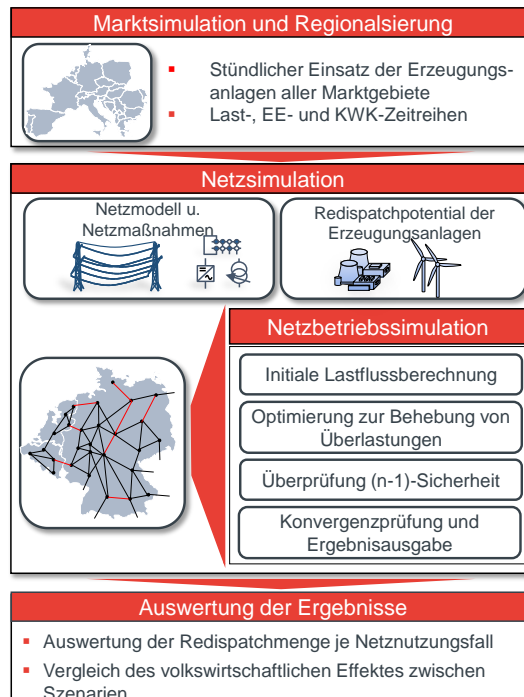 Marktsimulation und Regionalsierung
Stündlicher Einsatz der Erzeugungs-
anlagen aller Marktgebiete
Last-, EE- und KWK-Zeitreihen
Netzsimulation
Netzmodell u.
Netzmaßnahmen
Redispatchpotential der
Erzeugungsanlagen
Netzbetriebssimulation
Initiale Lastflussberechnung
Optimierung zur Behebung von
Überlastungen
Überprüfung (n-1)-Sicherheit
Konvergenzprüfung und
Ergebnisausgabe
Auswertung der Ergebnisse
Auswertung der Redispatchmenge je Netznutzungsfall
Vergleich des volkswirtschaftlichen Effektes zwischen
Szenarien